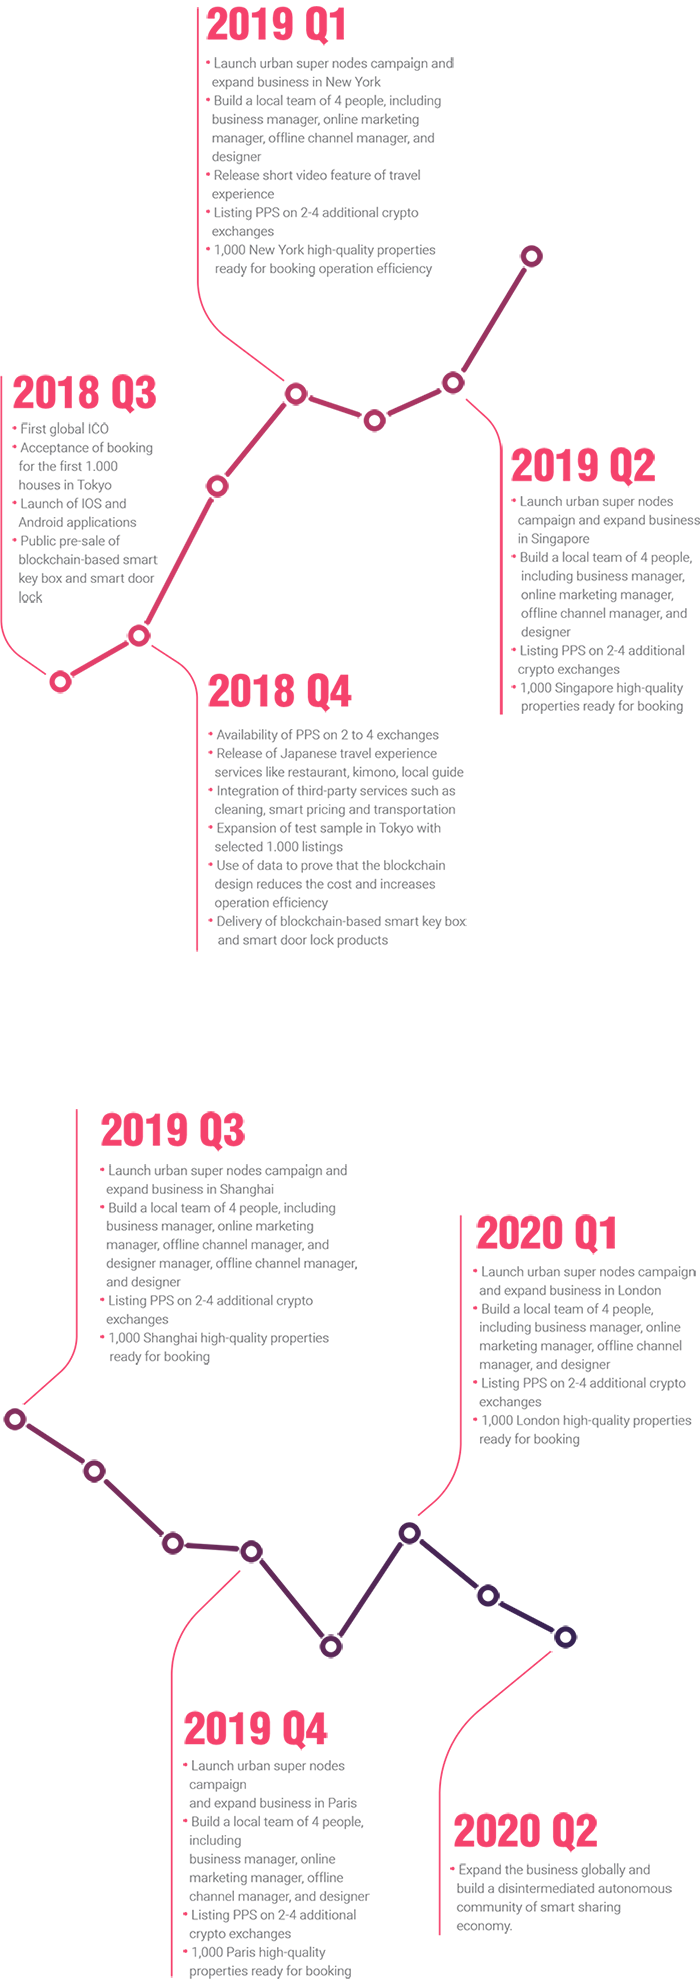 2019 Q1
• Launch urban super nodes campaign and
expand business in New York
• Build a local team of 4 people, including
business manager, online marketing
manager, offline channel manager, and
designer
• Release short video feature of travel
experience
• Listing PPS on 2-4 additional crypto
exchanges
• 1,000 New York high-quality properties
ready for booking operation efficiency
2018 Q3
• First global ICO
• Acceptance of booking
for the first 1.000
houses in Tokyo
• Launch of IOS and
Android applications
• Public pre-sale of
blockchain-based smart
key box and smart door
lock
2019 Q2
• Launch urban super nodes
campaign and expand business
in Singapore
• Build a local team of 4 people,
including business manager,
online marketing manager,
offline channel manager, and
designer
• Listing PPS on 2-4 additional
crypto exchanges
• 1,000 Singapore high-quality
properties ready for booking
2018 Q4
• Availability of PPS on 2 to 4 exchanges
• Release of Japanese travel experience
services like restaurant, kimono, local guide
• Integration of third-party services such as
cleaning, smart pricing and transportation
• Expansion of test sample in Tokyo with
selected 1.000 listings
• Use of data to prove that the blockchain
design reduces the cost and increases
operation efficiency
• Delivery of blockchain-based smart key box
and smart door lock products
2019 Q3
• Launch urban super nodes campaign and
expand business in Shanghai
• Build a local team of 4 people, including
business manager, online marketing
manager, offline channel manager, and
designer manager, offline channel manager,
and designer
• Listing PPS on 2-4 additional crypto
exchanges
• 1,000 Shanghai high-quality properties
ready for booking
2020 Q1
• Launch urban super nodes campaign
and expand business in London
• Build a local team of 4 people,
including business manager, online
marketing manager, offline channel
manager, and designer
• Listing PPS on 2-4 additional crypto
exchanges
• 1,000 London high-quality properties
ready for booking
2019 Q4
• Launch urban super nodes
campaign
and expand business in Paris
• Build a local team of 4 people,
including
business manager, online
marketing manager, offline
channel manager, and designer
• Listing PPS on 2-4 additional
crypto exchanges
• 1,000 Paris high-quality
properties ready for booking
2020 Q2
• Expand the business globally and
build a disintermediated autonomous
community of smart sharing
economy.